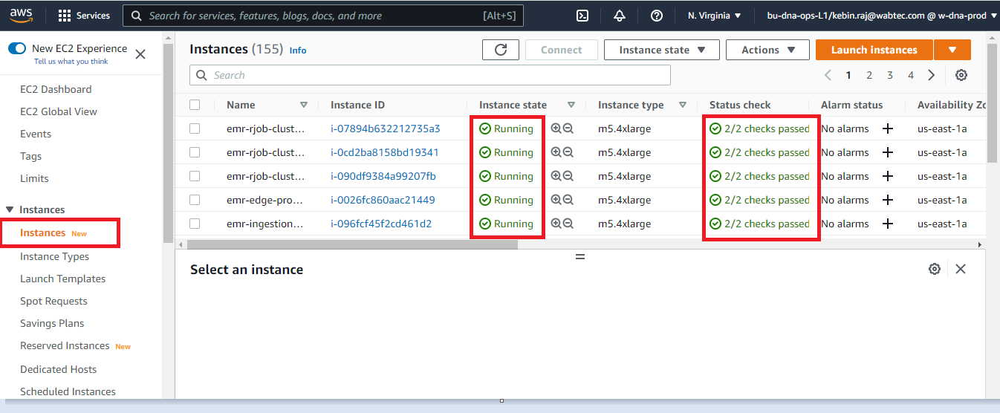 aws Services Search for services, features, blogs, docs, and more [Alt+S] N. Virginia bu-dna-ops-L1/kebin.raj@wabtec.com @ w-dna-prod
New EC2 Experience
Tell us what you think
EC2 Dashboard
EC2 Global View
Events
Tags
Limits
Instances
Instances New
Instance Types
Launch Templates
Spot Requests
Savings Plans
Reserved Instances New
Dedicated Hosts
Scheduled Instances
Instances (155) Info Connect Instance state Actions Launch instances
Search 1 2 3 4
Name Instance ID Instance state Instance type Status check Alarm status Availability Zo
emr-rjob-clust... i-07894b632212735a3 Running m5.4xlarge 2/2 checks passed No alarms + us-east-1a
emr-rjob-clust... i-0cd2ba8158bd19341 Running m5.4xlarge 2/2 checks passed No alarms + us-east-1a
emr-rjob-clust... i-090df9384a99207fb Running m5.4xlarge 2/2 checks passed No alarms + us-east-1a
emr-edge-pro... i-0026fc860aac21449 Running m5.4xlarge 2/2 checks passed No alarms + us-east-1a
emr-ingestion... i-096fcf45f2cd461d2 Running m5.4xlarge 2/2 checks passed No alarms + us-east-1a
Select an instance